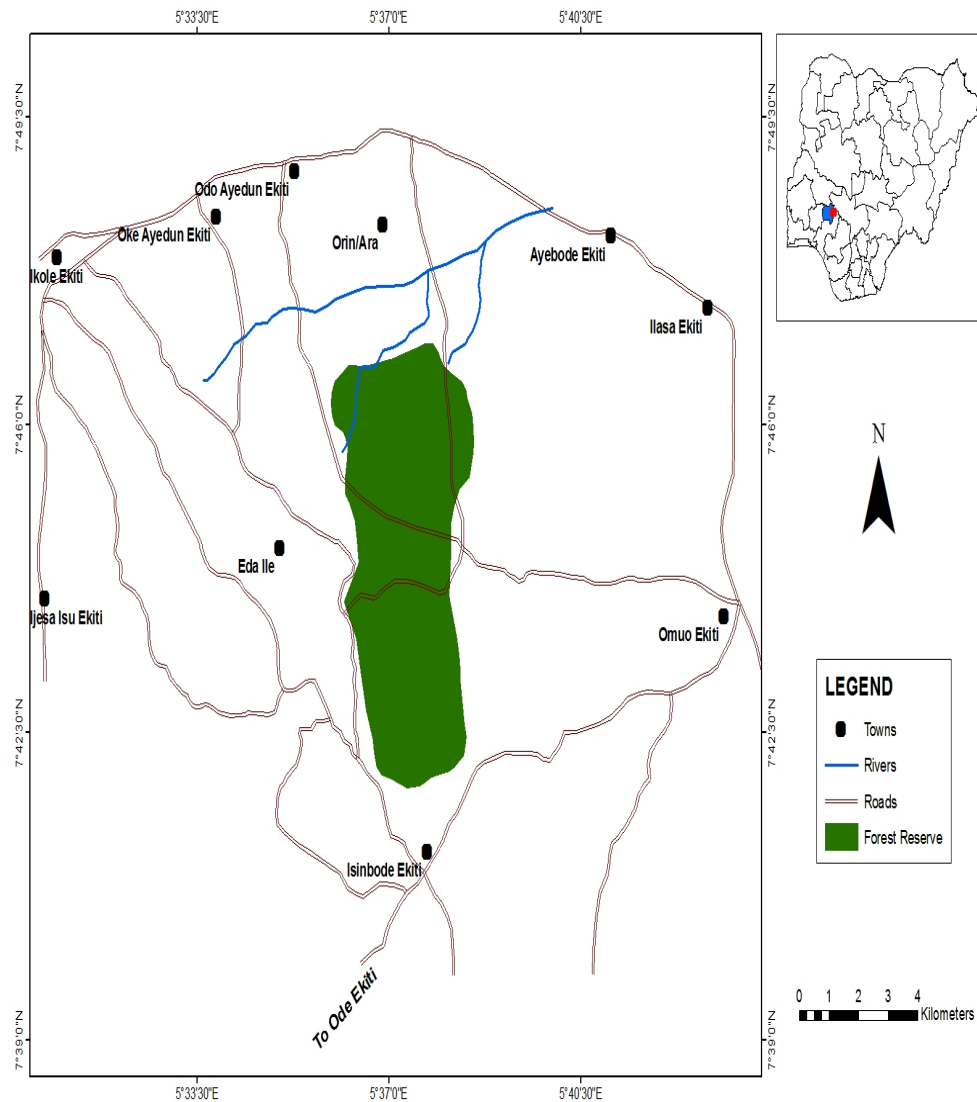 5°33'30"E
5°37'0"E
5°40'30"E
7°49'30"N
7°49'30"N
Odo Ayedun Ekiti
Oke Ayedun Ekiti
Orin/Ara
Ayebode Ekiti
Ikole Ekiti
Ilasa Ekiti
7°46'0"N
7°46'0"N
N
Eda Ile
Ijesa Isu Ekiti
Omuo Ekiti
LEGEND
Towns
Rivers
Roads
Forest Reserve
7°42'30"N
7°42'30"N
Isinbode Ekiti
To Ode Ekiti
0 1 2 3 4
Kilometers
7°39'0"N
7°39'0"N
5°33'30"E
5°37'0"E
5°40'30"E